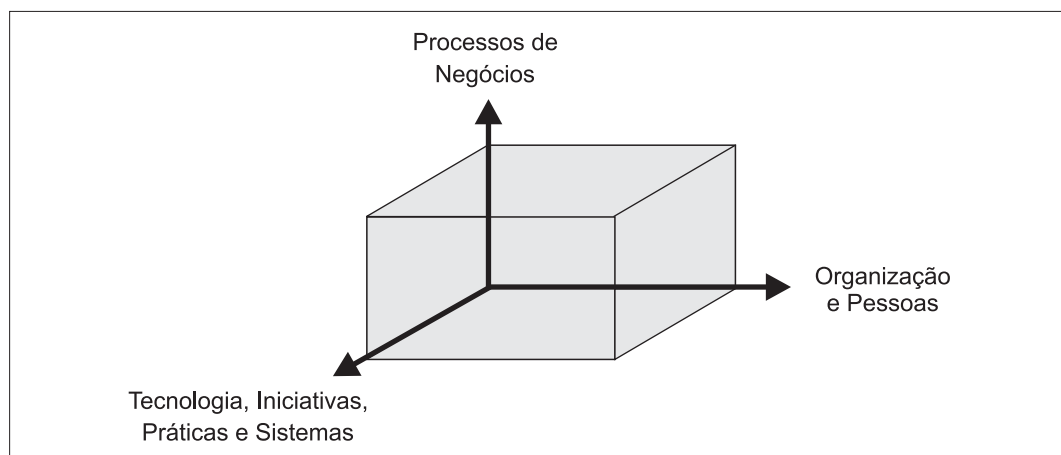 Processos de
Negócios
Organização
e Pessoas
Tecnologia, Iniciativas,
Práticas e Sistemas